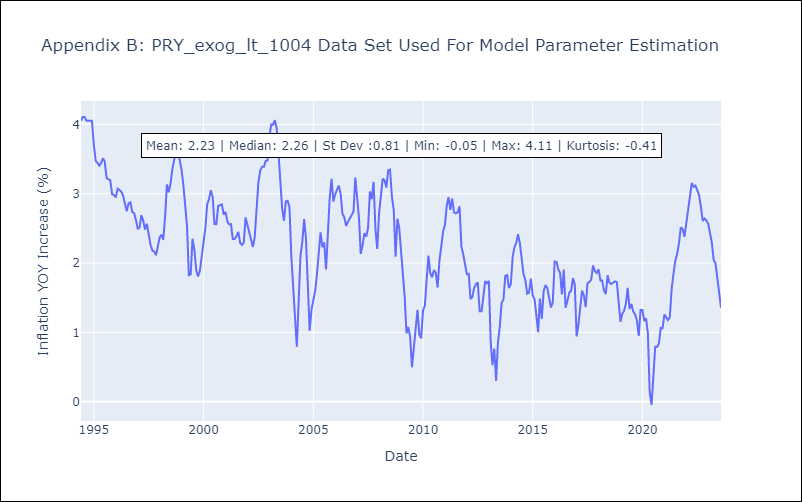 Appendix B: PRY_exog_lt_1004 Data Set Used For Model Parameter Estimation
Mean: 2.23 | Median: 2.26 | St Dev :0.81 | Min: -0.05 | Max: 4.11 | Kurtosis: -0.41
Inflation YOY Increase (%)
4
3
2
1
0
1995
2000
2005
2010
2015
2020
Date